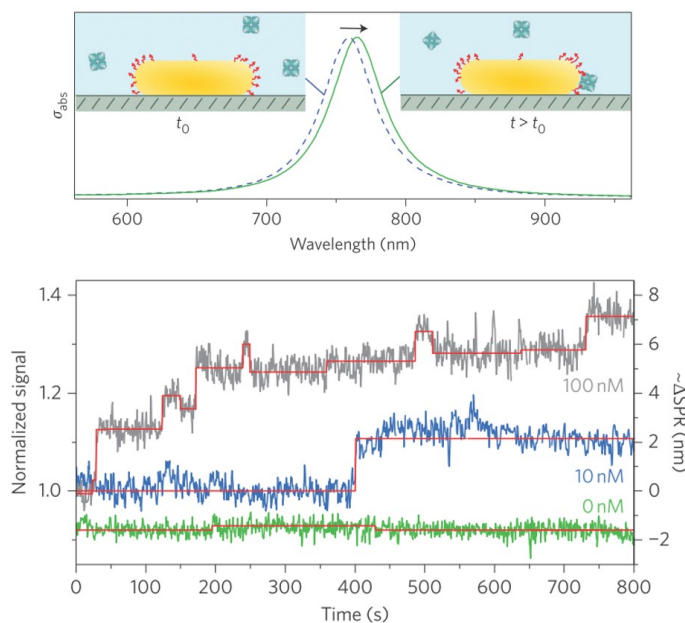 σabs
t0
t > t0
600
700
800
900
Wavelength (nm)
Normalized signal
1.4
1.2
1.0
8
6
4
2
0
−2
~ΔSPR (nm)
100 nM
10 nM
0 nM
0
100
200
300
400
500
600
700
800
Time (s)